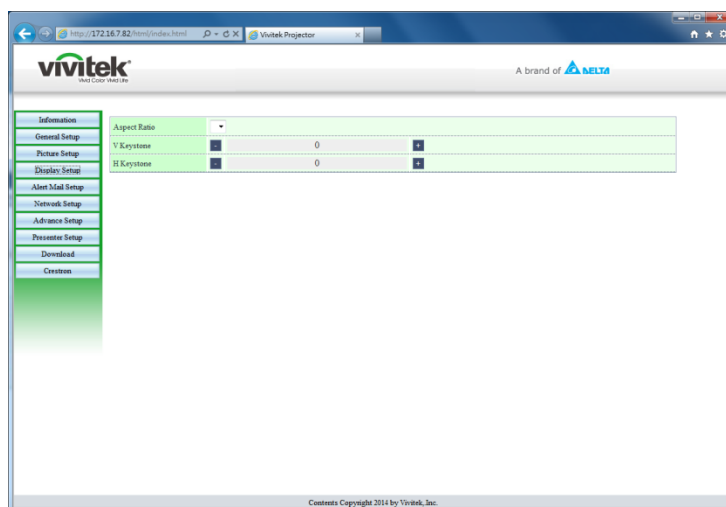 http://172.16.7.82/html/index.html
Vivitek Projector
vivitek
Vivid Color Vivid Life
A brand of DELTA
Information
General Setup
Picture Setup
Display Setup
Alert Mail Setup
Network Setup
Advance Setup
Presenter Setup
Download
Crestron
Aspect Ratio
V Keystone - 0 +
H Keystone - 0 +
Contents Copyright 2014 by Vivitek, Inc.